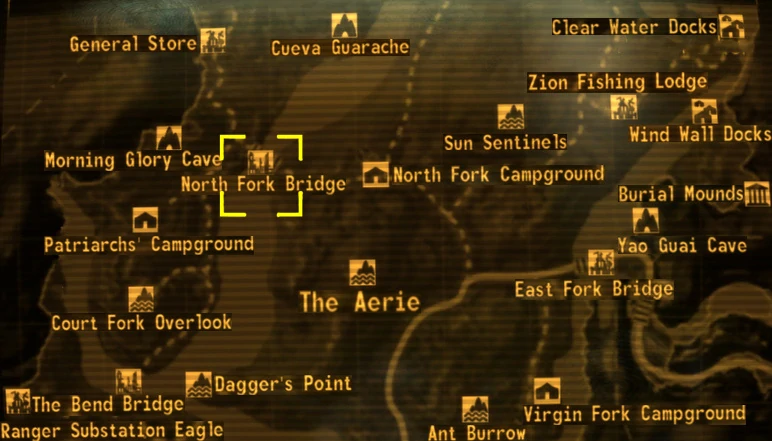 Clear Water Docks
General Store
Cueva Guarache
Zion Fishing Lodge
Sun Sentinels
Wind Wall Docks
Morning Glory Cave
North Fork Bridge
North Fork Campground
Burial Mounds
Patriarchs' Campground
Yao Guai Cave
The Aerie
East Fork Bridge
Court Fork Overlook
Dagger's Point
The Bend Bridge
Virgin Fork Campground
Ranger Substation Eagle
Ant Burrow